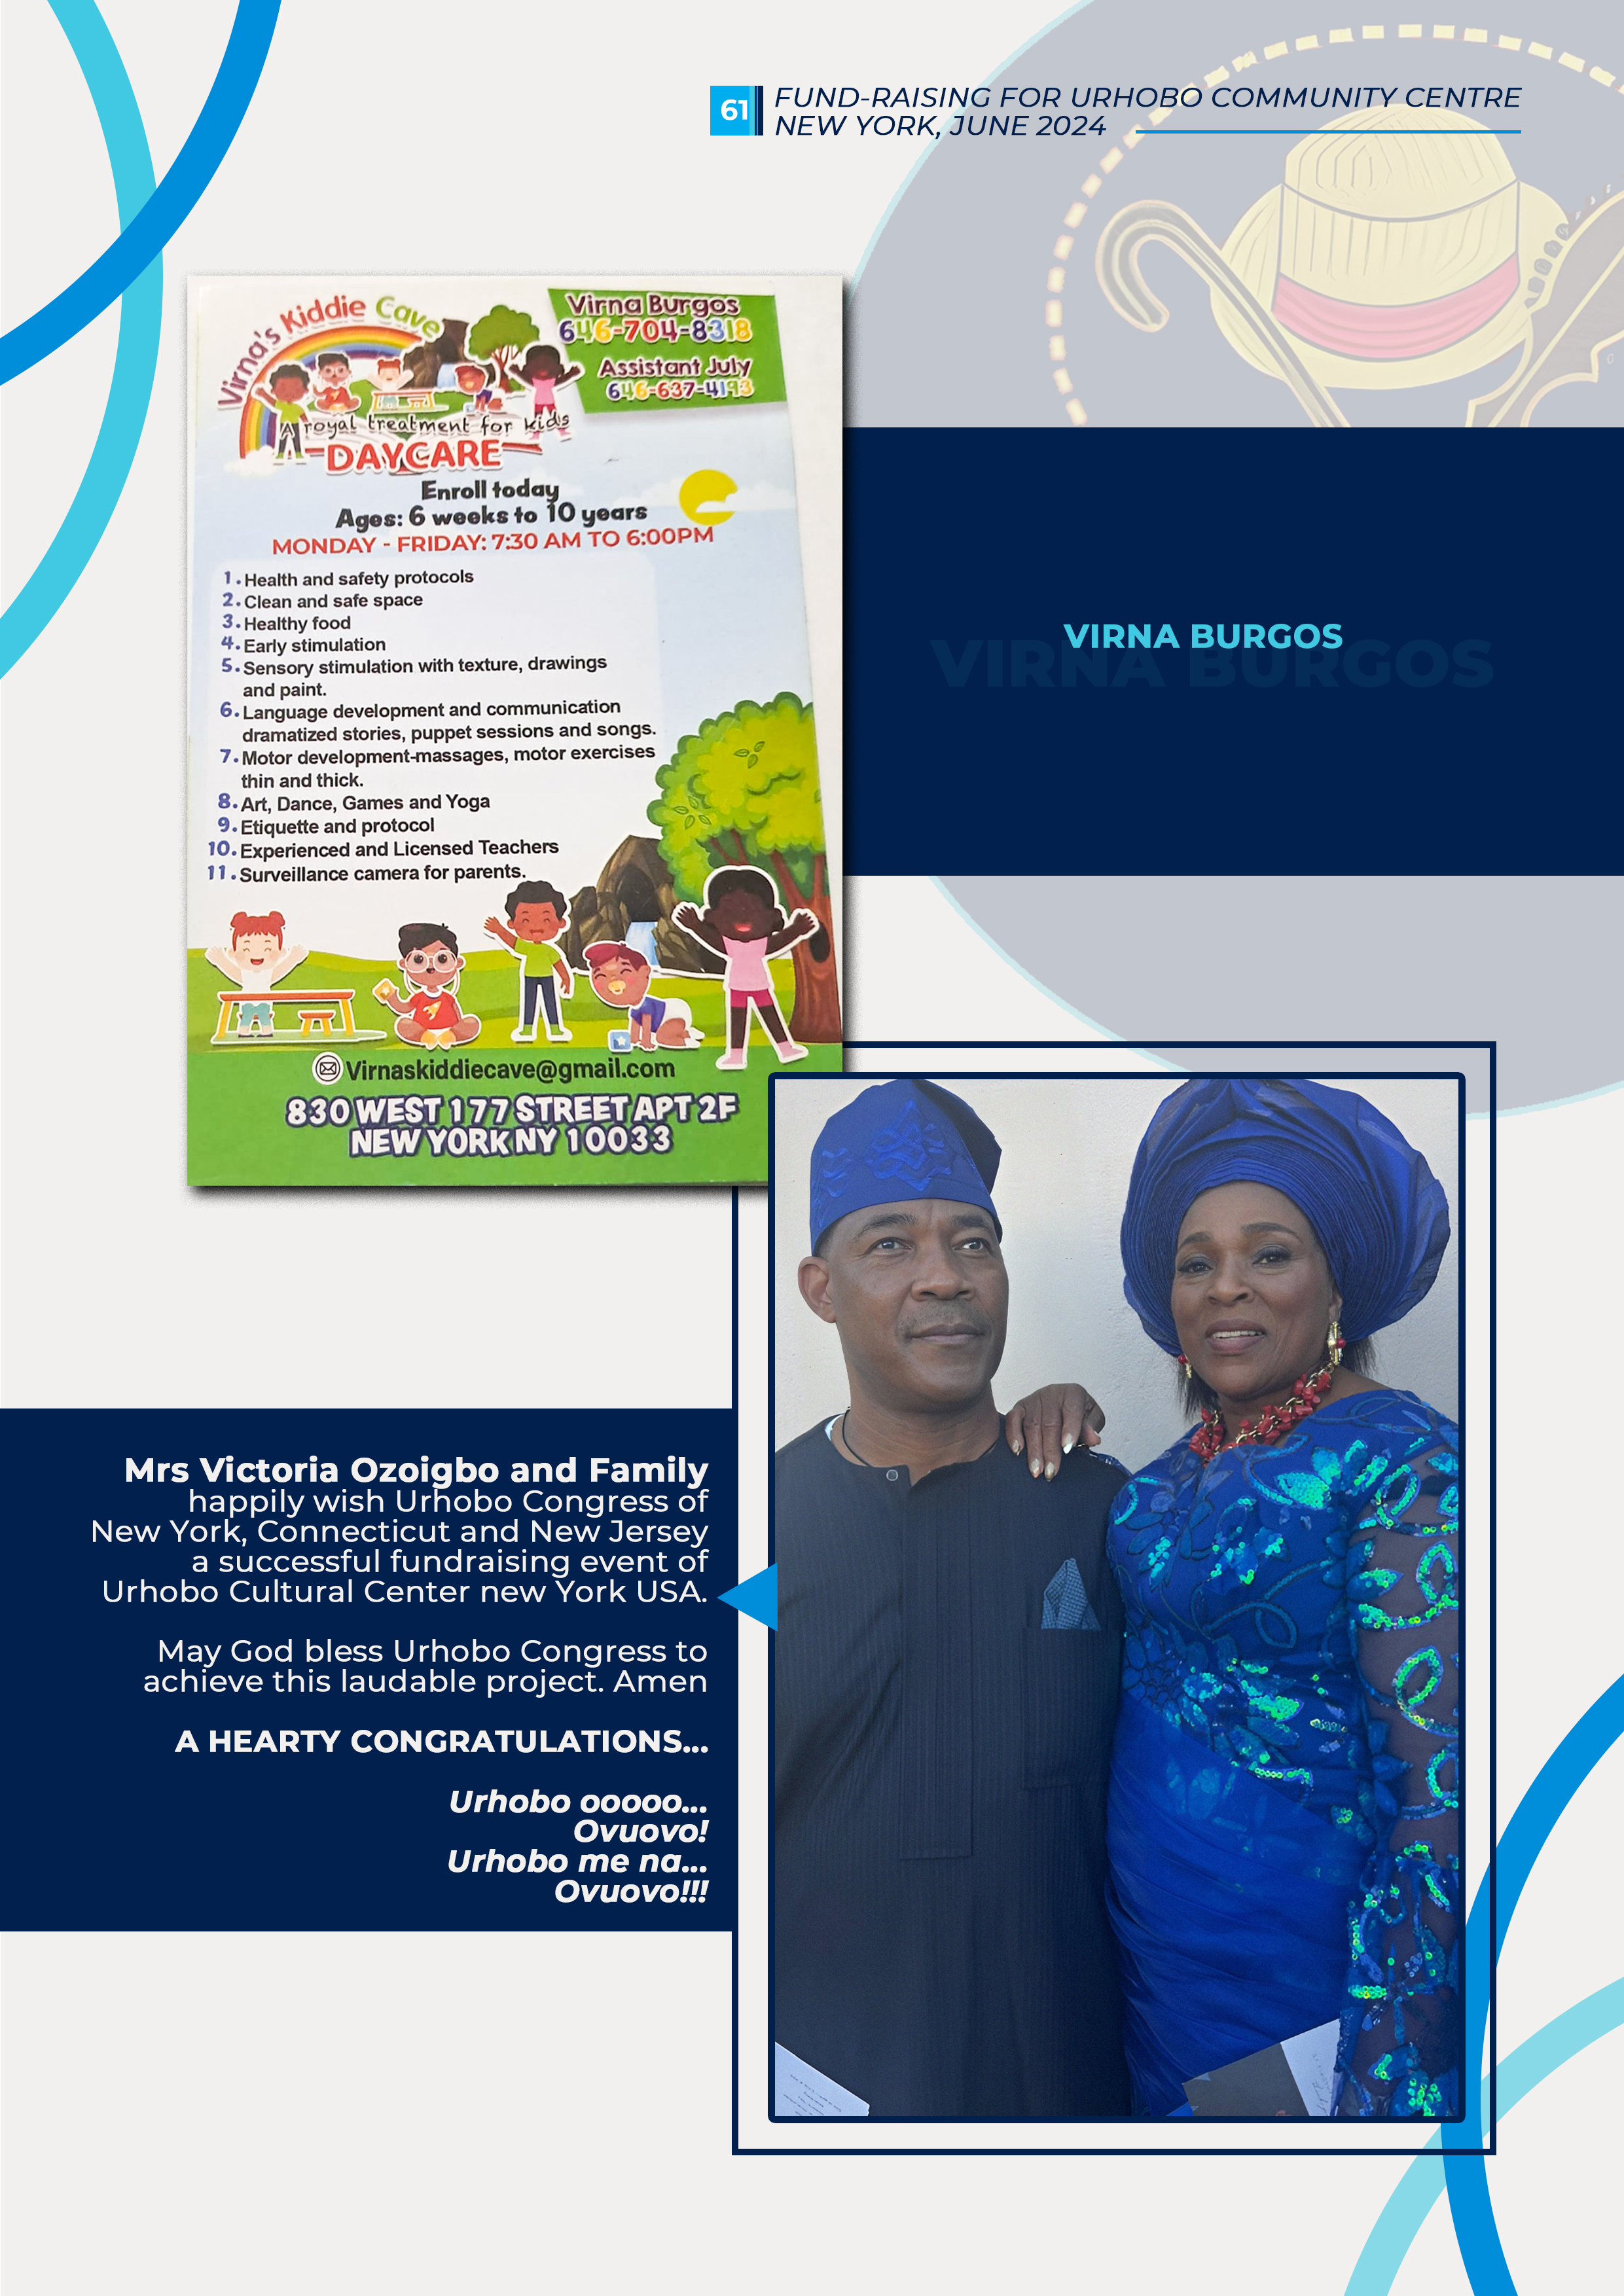 61
FUND-RAISING FOR URHOBO COMMUNITY CENTRE
NEW YORK, JUNE 2024
Virna's Kiddie Cave
A royal treatment for kids
DAYCARE
Virna Burgos
646-704-8318
Assistant July
646-637-4193
Enroll today
Ages: 6 weeks to 10 years
MONDAY - FRIDAY: 7:30 AM TO 6:00PM
1. Health and safety protocols
2. Clean and safe space
3. Healthy food
4. Early stimulation
5. Sensory stimulation with texture, drawings
and paint.
6. Language development and communication
dramatized stories, puppet sessions and songs.
7. Motor development-massages, motor exercises
thin and thick.
8. Art, Dance, Games and Yoga
9. Etiquette and protocol
10. Experienced and Licensed Teachers
11. Surveillance camera for parents.
Virnaskiddiecave@gmail.com
830 WEST 177 STREET APT 2F
NEW YORK NY 10033
VIRNA BURGOS
VIRNA BURGOS
Mrs Victoria Ozoigbo and Family
happily wish Urhobo Congress of
New York, Connecticut and New Jersey
a successful fundraising event of
Urhobo Cultural Center new York USA.
May God bless Urhobo Congress to
achieve this laudable project. Amen
A HEARTY CONGRATULATIONS...
Urhobo ooooo...
Ovuovo!
Urhobo me na...
Ovuovo!!!